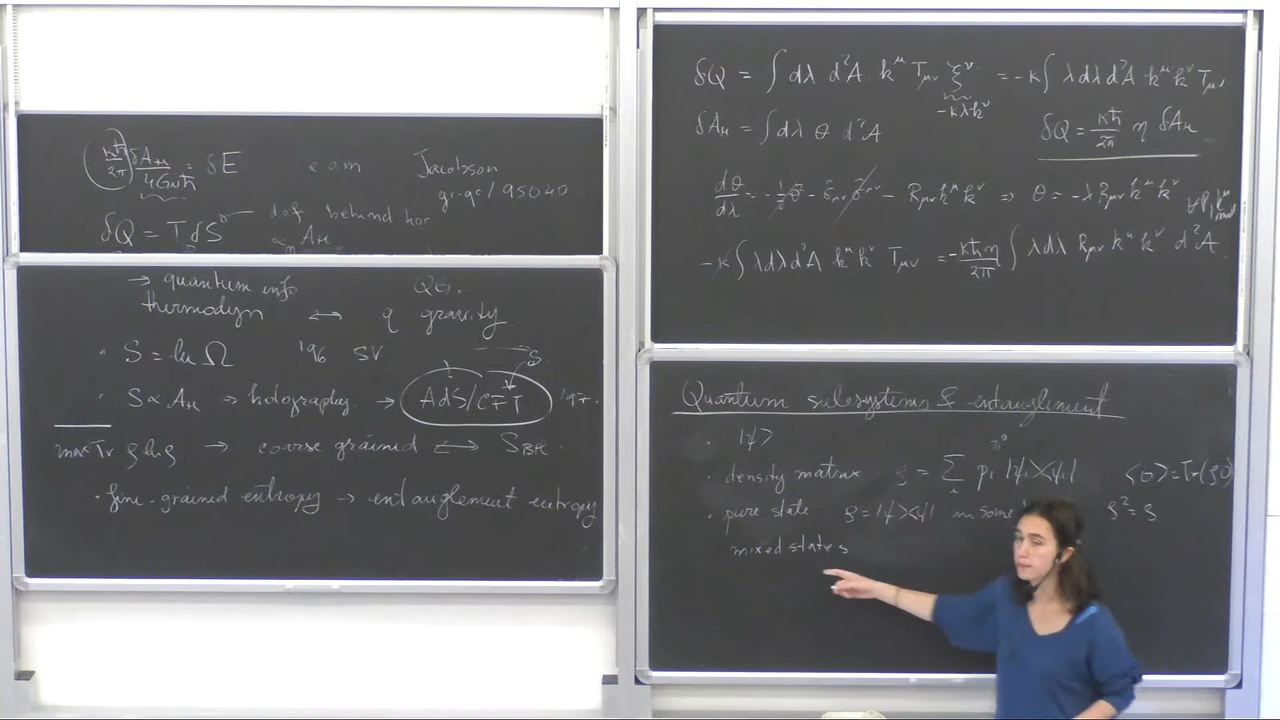 κħ/2π δA_H/4G_Nħ = δE e.o.m Jacobson
gr-qc/95040
δQ = T dS def. behind hor
∝ η A_H
→ quantum info QG.
thermodyn ↔ q gravity
· S = ln Ω '96 SV S
· S ∝ A_H → holography → AdS/CFT '97.
max Tr ρ ln ρ → coarse grained ⟺ S_BH.
· fine-grained entropy → entanglement entropy
δQ = ∫ dλ d²A k^μ T_μν ξ^ν = -κ∫ λ dλ d²A k^μ k^ν T_μν
-κλk^ν
δA_H = ∫ dλ θ d²A δQ = κħ/2π η δA_H
dθ/dλ = -½θ² - σ_μν σ^μν - R_μν k^μ k^ν ⇒ θ = -λ R_μν k^μ k^ν ∀P, k^μ
-κ∫ λ dλ d²A k^μ k^ν T_μν = -κħη/2π ∫ λ dλ R_μν k^μ k^ν d²A
Quantum subsystems & entanglement
· |ψ>
≥0
· density matrix ρ = Σ_i p_i |ψ_i><ψ_i| <O> = Tr(ρO)
· pure state ρ = |ψ><ψ| in some ρ² = ρ
mixed states